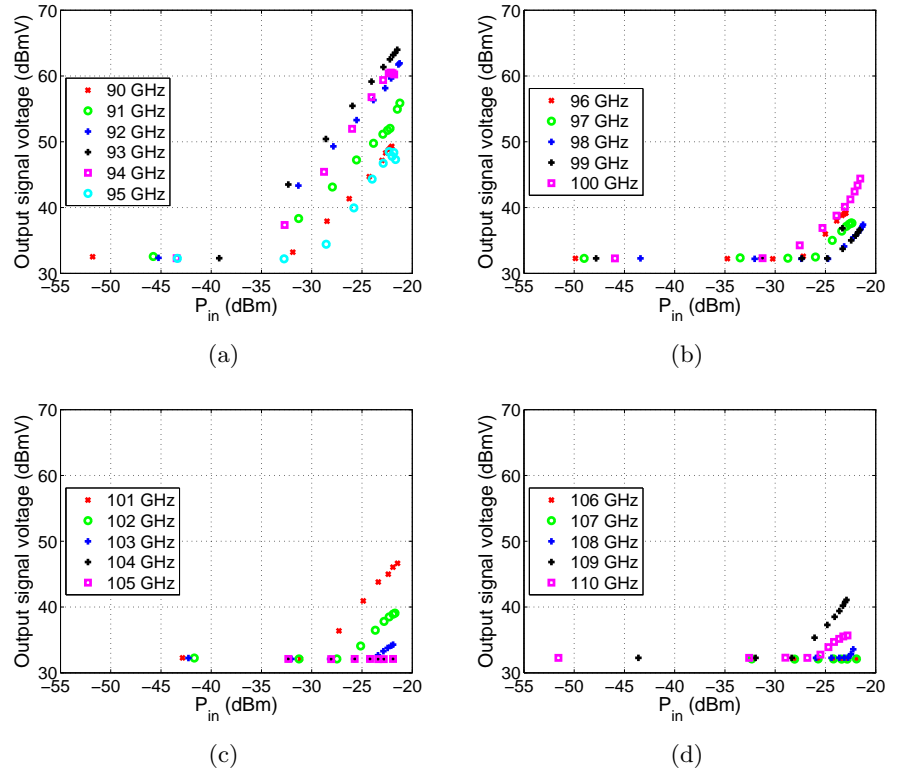 70
60
50
40
30
Output signal voltage (dBmV)
90 GHz
91 GHz
92 GHz
93 GHz
94 GHz
95 GHz
−55 −50 −45 −40 −35 −30 −25 −20
P_in (dBm)
(a)
70
60
50
40
30
Output signal voltage (dBmV)
96 GHz
97 GHz
98 GHz
99 GHz
100 GHz
−55 −50 −45 −40 −35 −30 −25 −20
P_in (dBm)
(b)
70
60
50
40
30
Output signal voltage (dBmV)
101 GHz
102 GHz
103 GHz
104 GHz
105 GHz
−55 −50 −45 −40 −35 −30 −25 −20
P_in (dBm)
(c)
70
60
50
40
30
Output signal voltage (dBmV)
106 GHz
107 GHz
108 GHz
109 GHz
110 GHz
−55 −50 −45 −40 −35 −30 −25 −20
P_in (dBm)
(d)